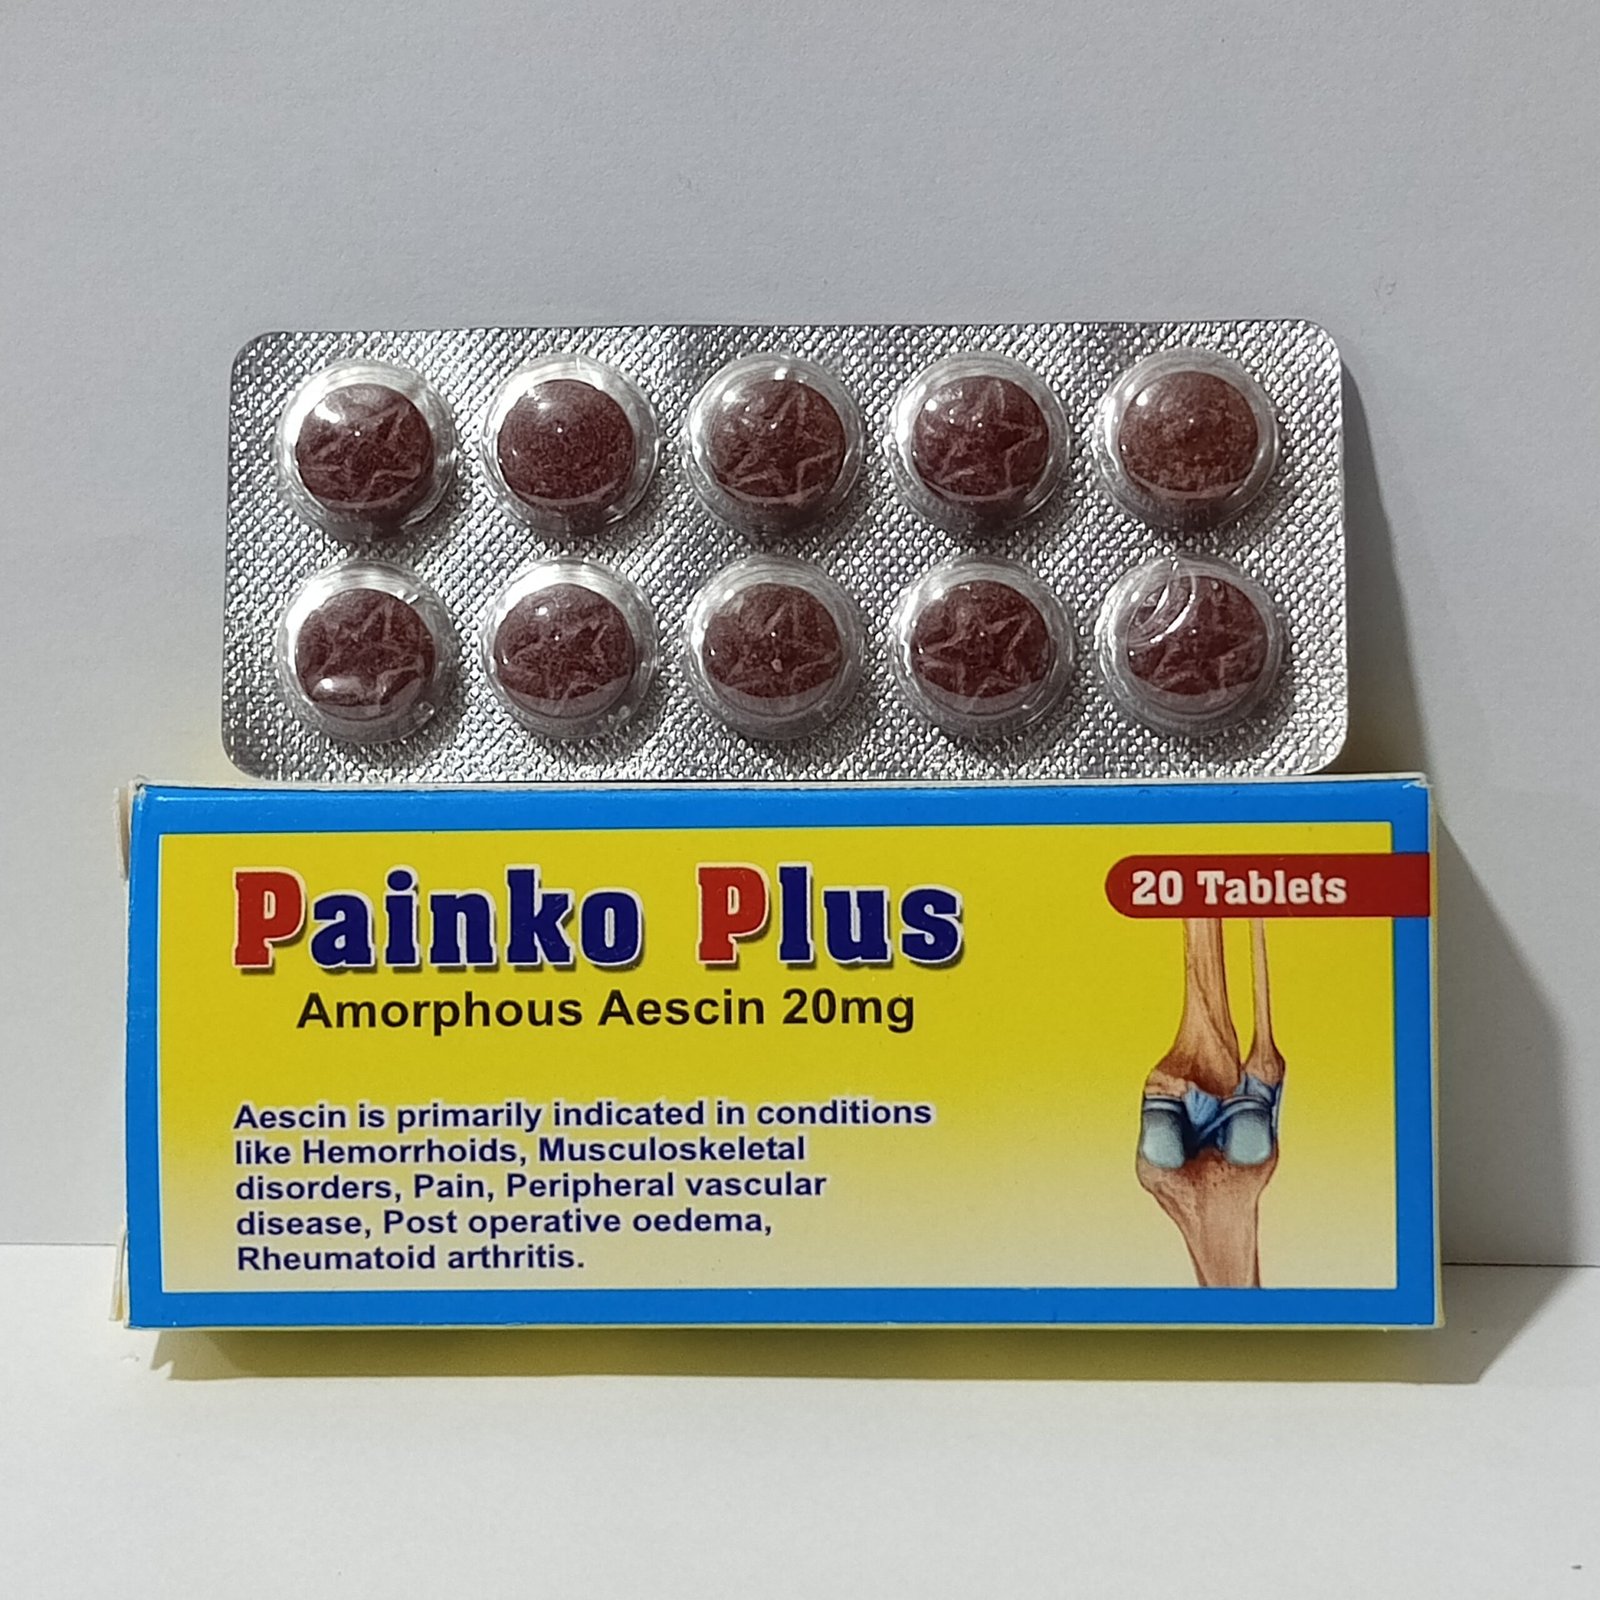 Painko Plus
20 Tablets
Amorphous Aescin 20mg
Aescin is primarily indicated in conditions
like Hemorrhoids, Musculoskeletal
disorders, Pain, Peripheral vascular
disease, Post operative oedema,
Rheumatoid arthritis.